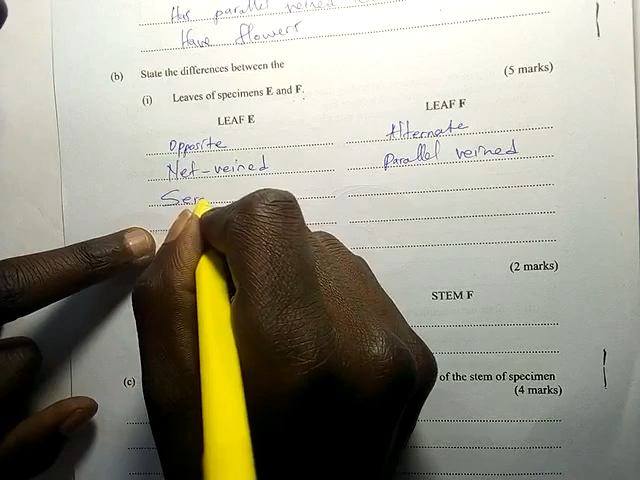 Has parallel veined
Have flowers
(b) State the differences between the
(5 marks)
(i) Leaves of specimens E and F.
LEAF E LEAF F
Opposite Alternate
Net-veined Parallel veined
Ser
(2 marks)
STEM F
(c) of the stem of specimen
(4 marks)